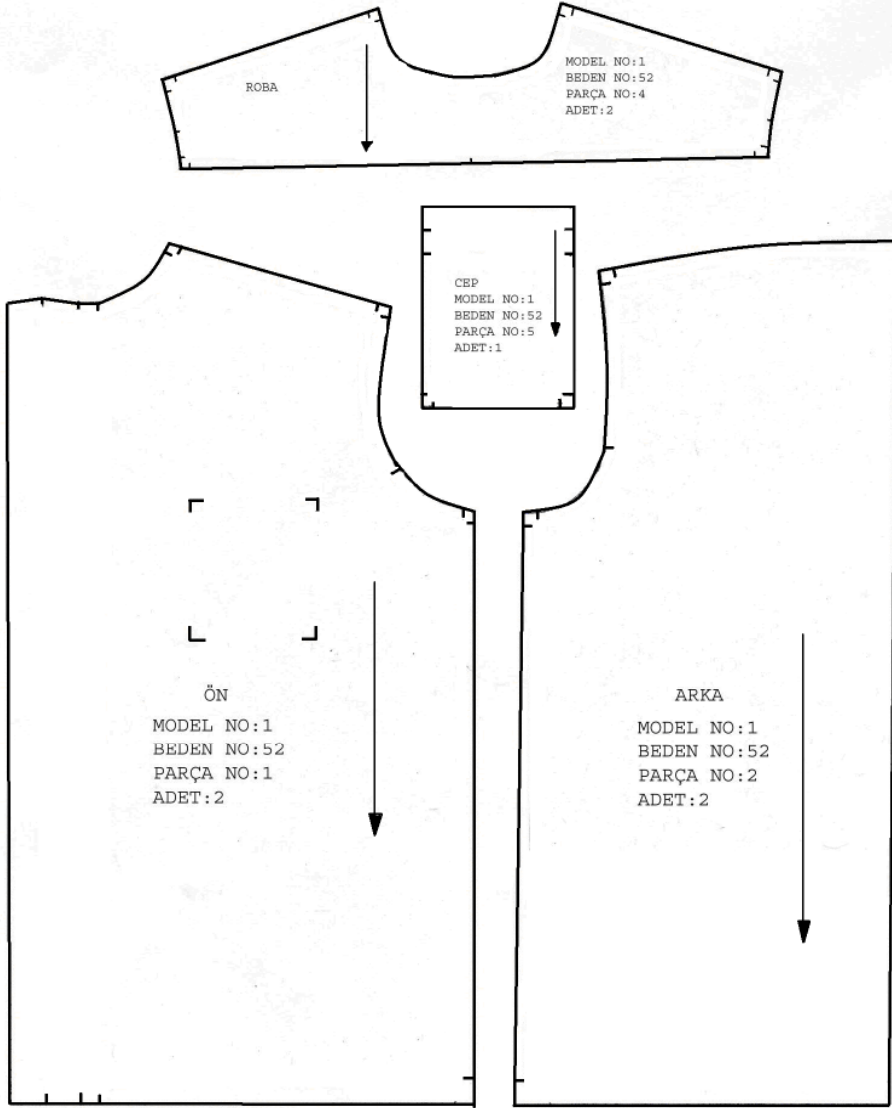 ROBA
MODEL NO:1
BEDEN NO:52
PARÇA NO:4
ADET:2
CEP
MODEL NO:1
BEDEN NO:52
PARÇA NO:5
ADET:1
ÖN
MODEL NO:1
BEDEN NO:52
PARÇA NO:1
ADET:2
ARKA
MODEL NO:1
BEDEN NO:52
PARÇA NO:2
ADET:2